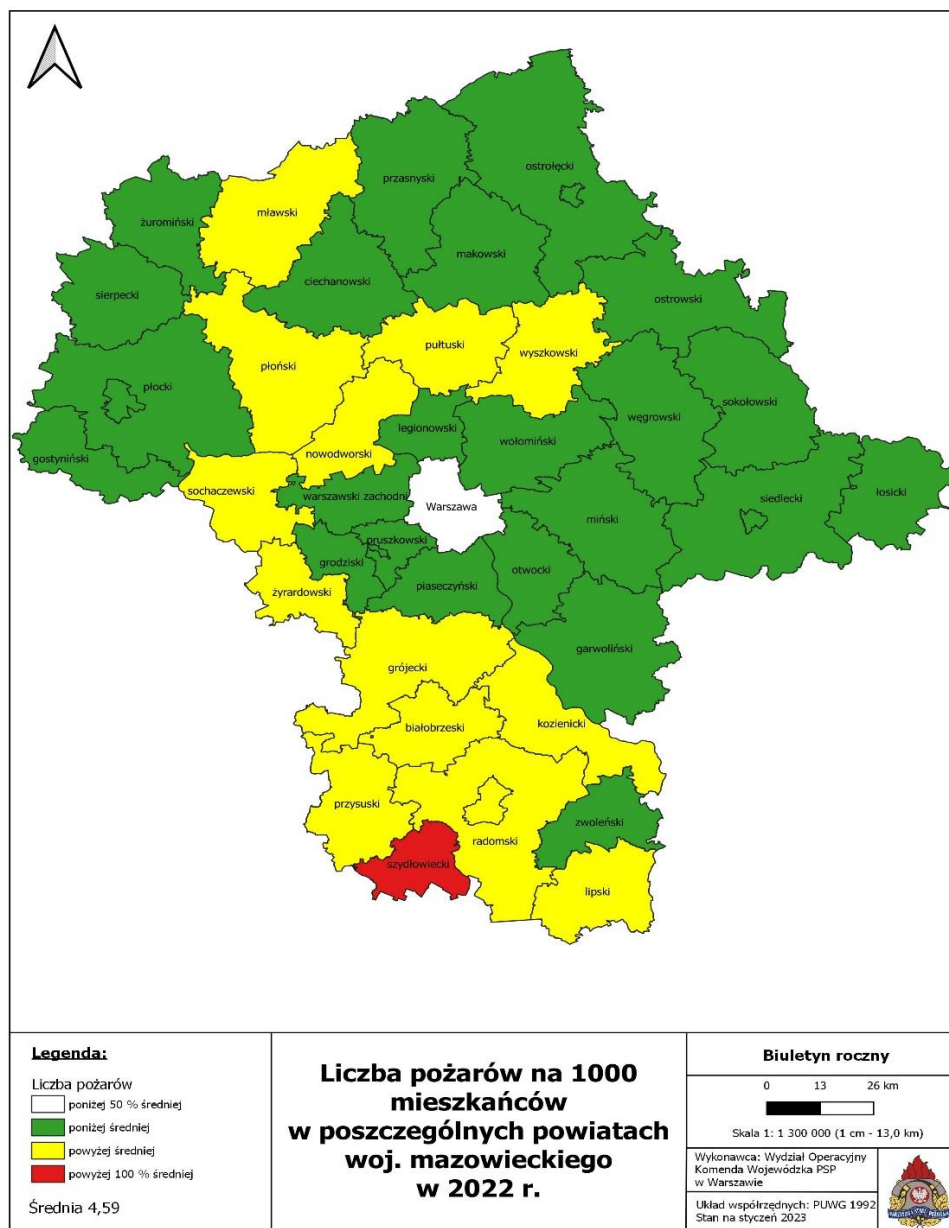 ostrołęcki
przasnyski
mławski
żuromiński
makowski
ciechanowski
sierpecki
ostrowski
pułtuski
wyszkowski
płoński
płocki
sokołowski
węgrowski
legionowski
wołomiński
nowodworski
gostyniński
sochaczewski
warszawski zachodni
siedlecki
łosicki
Warszawa
miński
pruszkowski
grodziski
otwocki
piaseczyński
żyrardowski
garwoliński
grójecki
kozienicki
białobrzeski
przysuski
zwoleński
radomski
szydłowiecki
lipski
Legenda:
Liczba pożarów
poniżej 50 % średniej
poniżej średniej
powyżej średniej
powyżej 100 % średniej
Średnia 4,59
Liczba pożarów na 1000
mieszkańców
w poszczególnych powiatach
woj. mazowieckiego
w 2022 r.
Biuletyn roczny
0 13 26 km
Skala 1: 1 300 000 (1 cm - 13,0 km)
Wykonawca: Wydział Operacyjny
Komenda Wojewódzka PSP
w Warszawie
Układ współrzędnych: PUWG 1992
Stan na styczeń 2023